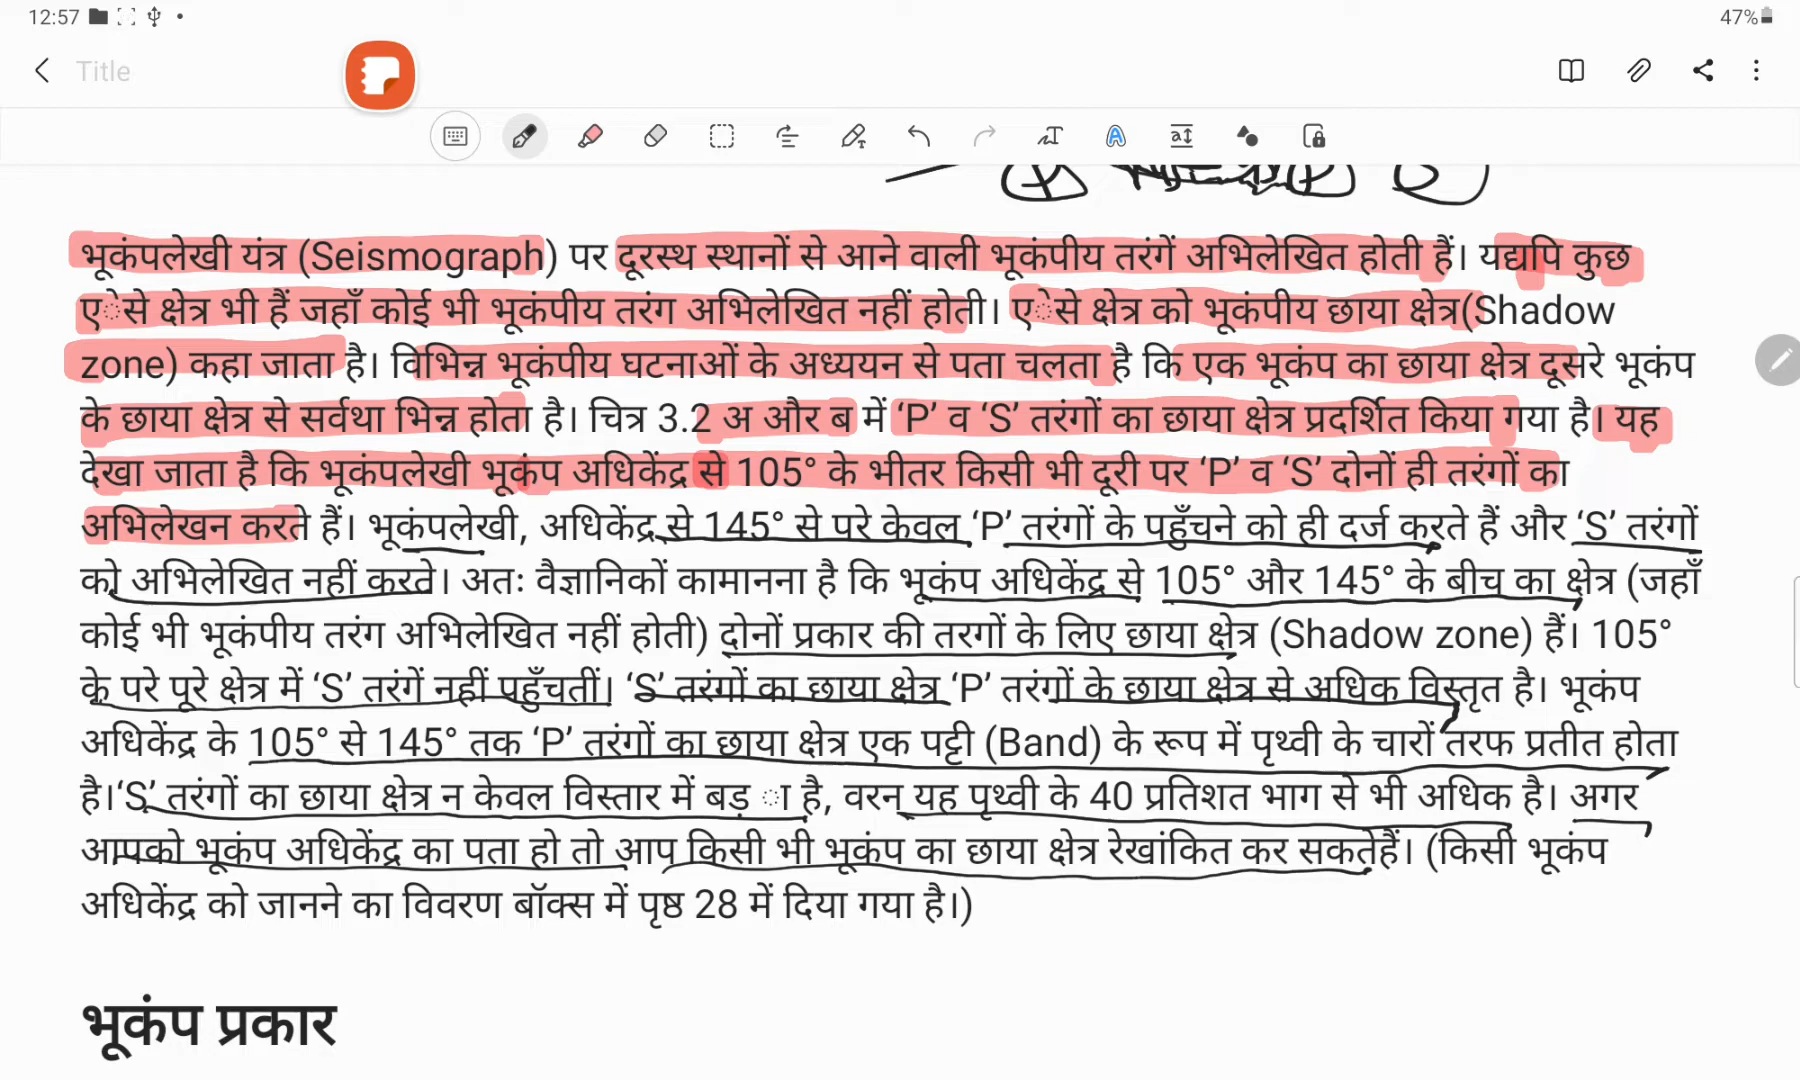 12:57
47%
Title
भूकंपलेखी यंत्र (Seismograph) पर दूरस्थ स्थानों से आने वाली भूकंपीय तरंगें अभिलेखित होती हैं। यद्यपि कुछ
एेसे क्षेत्र भी हैं जहाँ कोई भी भूकंपीय तरंग अभिलेखित नहीं होती। एेसे क्षेत्र को भूकंपीय छाया क्षेत्र(Shadow
zone) कहा जाता है। विभिन्न भूकंपीय घटनाओं के अध्ययन से पता चलता है कि एक भूकंप का छाया क्षेत्र दूसरे भूकंप
के छाया क्षेत्र से सर्वथा भिन्न होता है। चित्र 3.2 अ और ब में ‘P’ व ‘S’ तरंगों का छाया क्षेत्र प्रदर्शित किया गया है। यह
देखा जाता है कि भूकंपलेखी भूकंप अधिकेंद्र से 105° के भीतर किसी भी दूरी पर ‘P’ व ‘S’ दोनों ही तरंगों का
अभिलेखन करते हैं। भूकंपलेखी, अधिकेंद्र से 145° से परे केवल ‘P’ तरंगों के पहुँचने को ही दर्ज करते हैं और ‘S’ तरंगों
को अभिलेखित नहीं करते। अतः वैज्ञानिकों कामानना है कि भूकंप अधिकेंद्र से 105° और 145° के बीच का क्षेत्र (जहाँ
कोई भी भूकंपीय तरंग अभिलेखित नहीं होती) दोनों प्रकार की तरगों के लिए छाया क्षेत्र (Shadow zone) हैं। 105°
के परे पूरे क्षेत्र में ‘S’ तरंगें नहीं पहुँचतीं। ‘S’ तरंगों का छाया क्षेत्र ‘P’ तरंगों के छाया क्षेत्र से अधिक विस्तृत है। भूकंप
अधिकेंद्र के 105° से 145° तक ‘P’ तरंगों का छाया क्षेत्र एक पट्टी (Band) के रूप में पृथ्वी के चारों तरफ प्रतीत होता
है।‘S’ तरंगों का छाया क्षेत्र न केवल विस्तार में बड़ ा है, वरन् यह पृथ्वी के 40 प्रतिशत भाग से भी अधिक है। अगर
आपको भूकंप अधिकेंद्र का पता हो तो आप किसी भी भूकंप का छाया क्षेत्र रेखांकित कर सकतेहैं। (किसी भूकंप
अधिकेंद्र को जानने का विवरण बॉक्स में पृष्ठ 28 में दिया गया है।)
भूकंप प्रकार